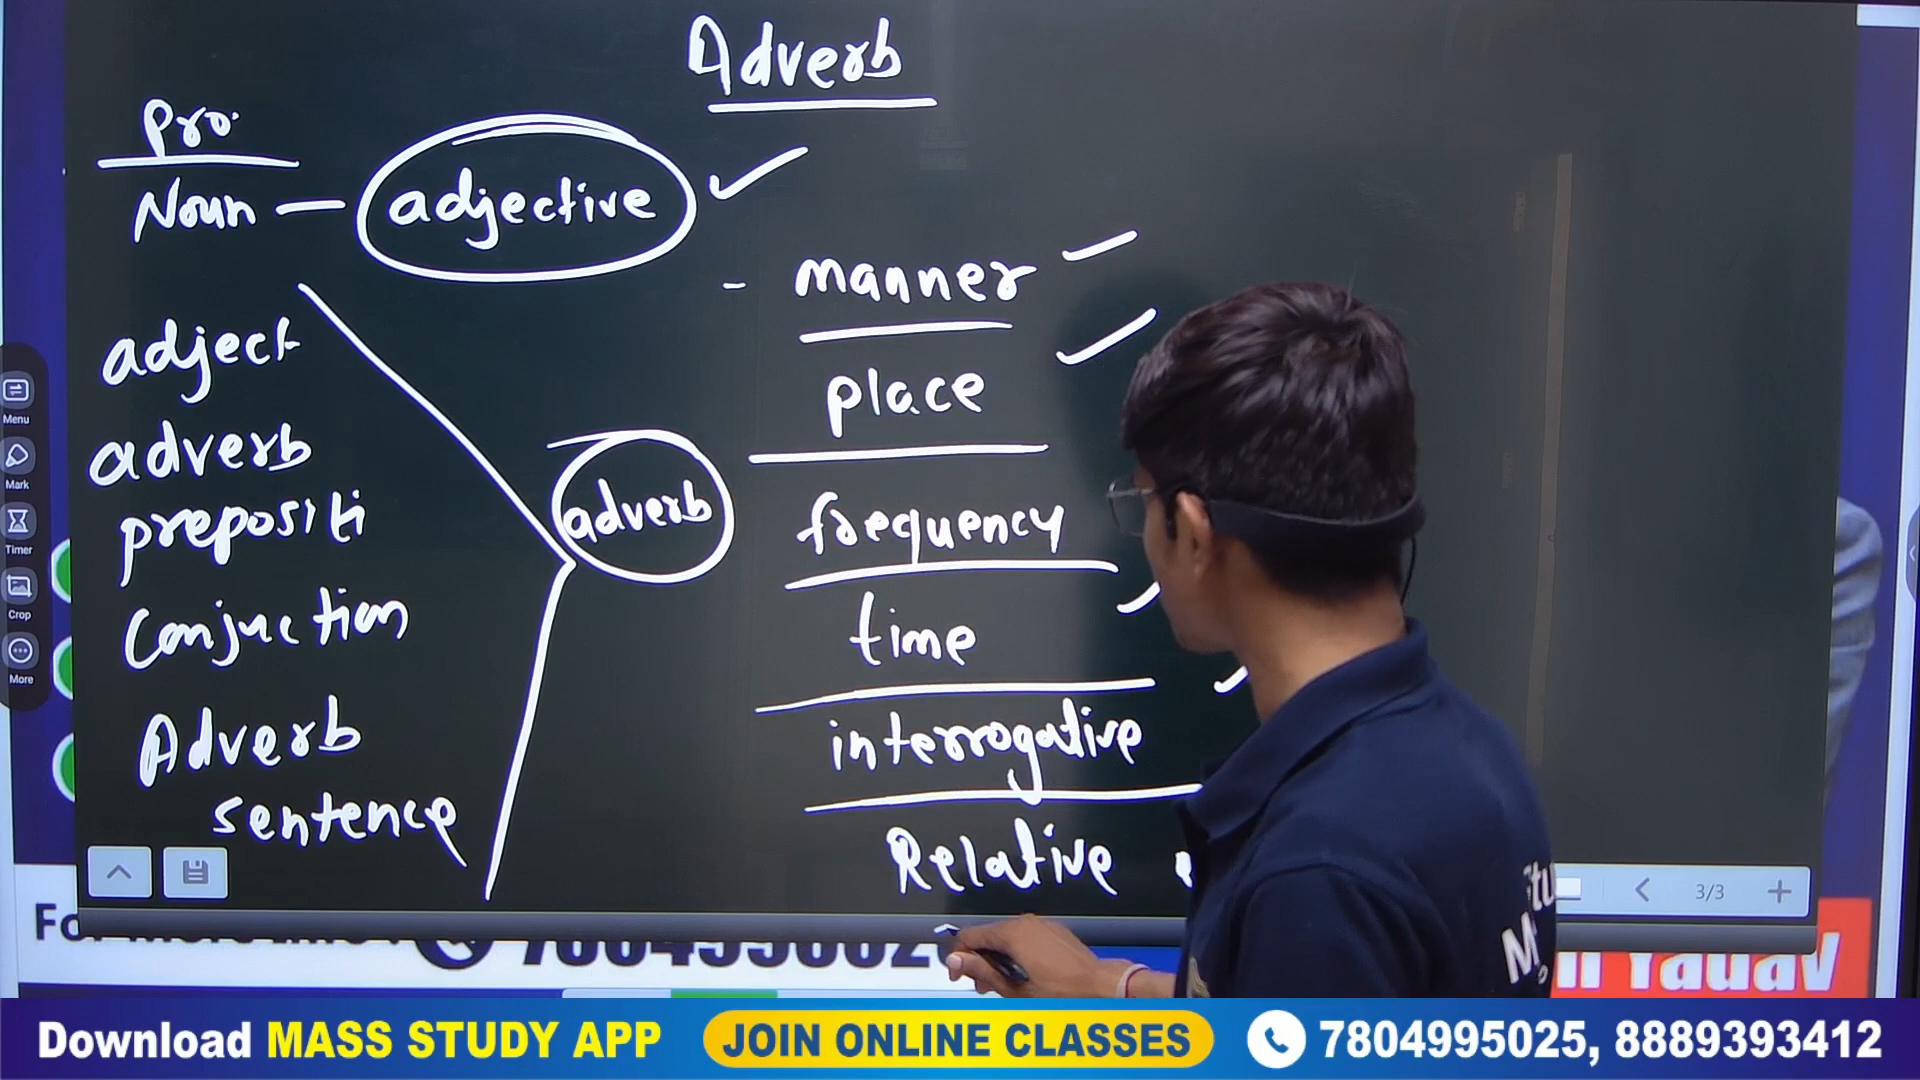 Adverb
Pro.
Noun — adjective
adject
adverb
prepositi
Conjuction
Adverb
sentence
adverb
- manner
place
frequency
time
interrogative
Relative
Menu
Mark
Timer
Crop
More
3/3
Download MASS STUDY APP
JOIN ONLINE CLASSES
7804995025, 8889393412